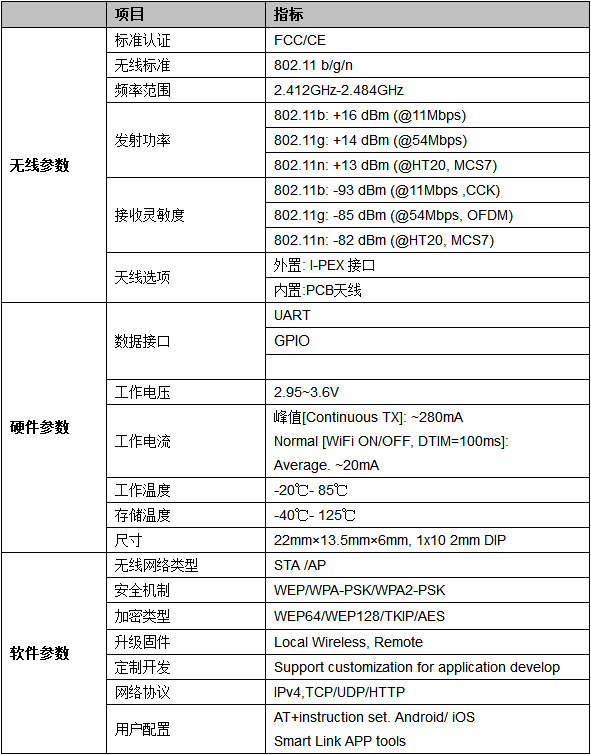 项目 指标
无线参数
标准认证 FCC/CE
无线标准 802.11 b/g/n
频率范围 2.412GHz-2.484GHz
发射功率
802.11b: +16 dBm (@11Mbps)
802.11g: +14 dBm (@54Mbps)
802.11n: +13 dBm (@HT20, MCS7)
接收灵敏度
802.11b: -93 dBm (@11Mbps ,CCK)
802.11g: -85 dBm (@54Mbps, OFDM)
802.11n: -82 dBm (@HT20, MCS7)
天线选项
外置: I-PEX 接口
内置:PCB天线
硬件参数
数据接口
UART
GPIO
工作电压 2.95~3.6V
工作电流
峰值[Continuous TX]: ~280mA
Normal [WiFi ON/OFF, DTIM=100ms]:
Average. ~20mA
工作温度 -20℃- 85℃
存储温度 -40℃- 125℃
尺寸 22mm×13.5mm×6mm, 1x10 2mm DIP
软件参数
无线网络类型 STA /AP
安全机制 WEP/WPA-PSK/WPA2-PSK
加密类型 WEP64/WEP128/TKIP/AES
升级固件 Local Wireless, Remote
定制开发 Support customization for application develop
网络协议 IPv4,TCP/UDP/HTTP
用户配置
AT+instruction set. Android/ iOS
Smart Link APP tools